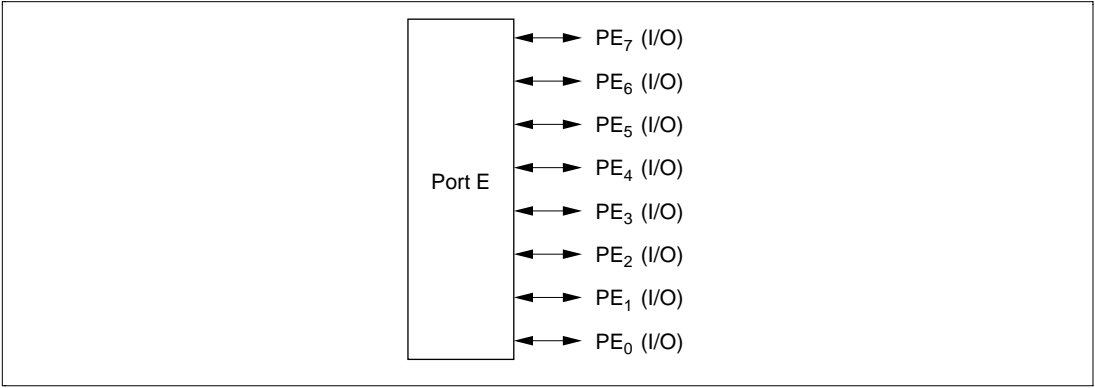 PE₇ (I/O)
PE₆ (I/O)
PE₅ (I/O)
PE₄ (I/O)
Port E
PE₃ (I/O)
PE₂ (I/O)
PE₁ (I/O)
PE₀ (I/O)